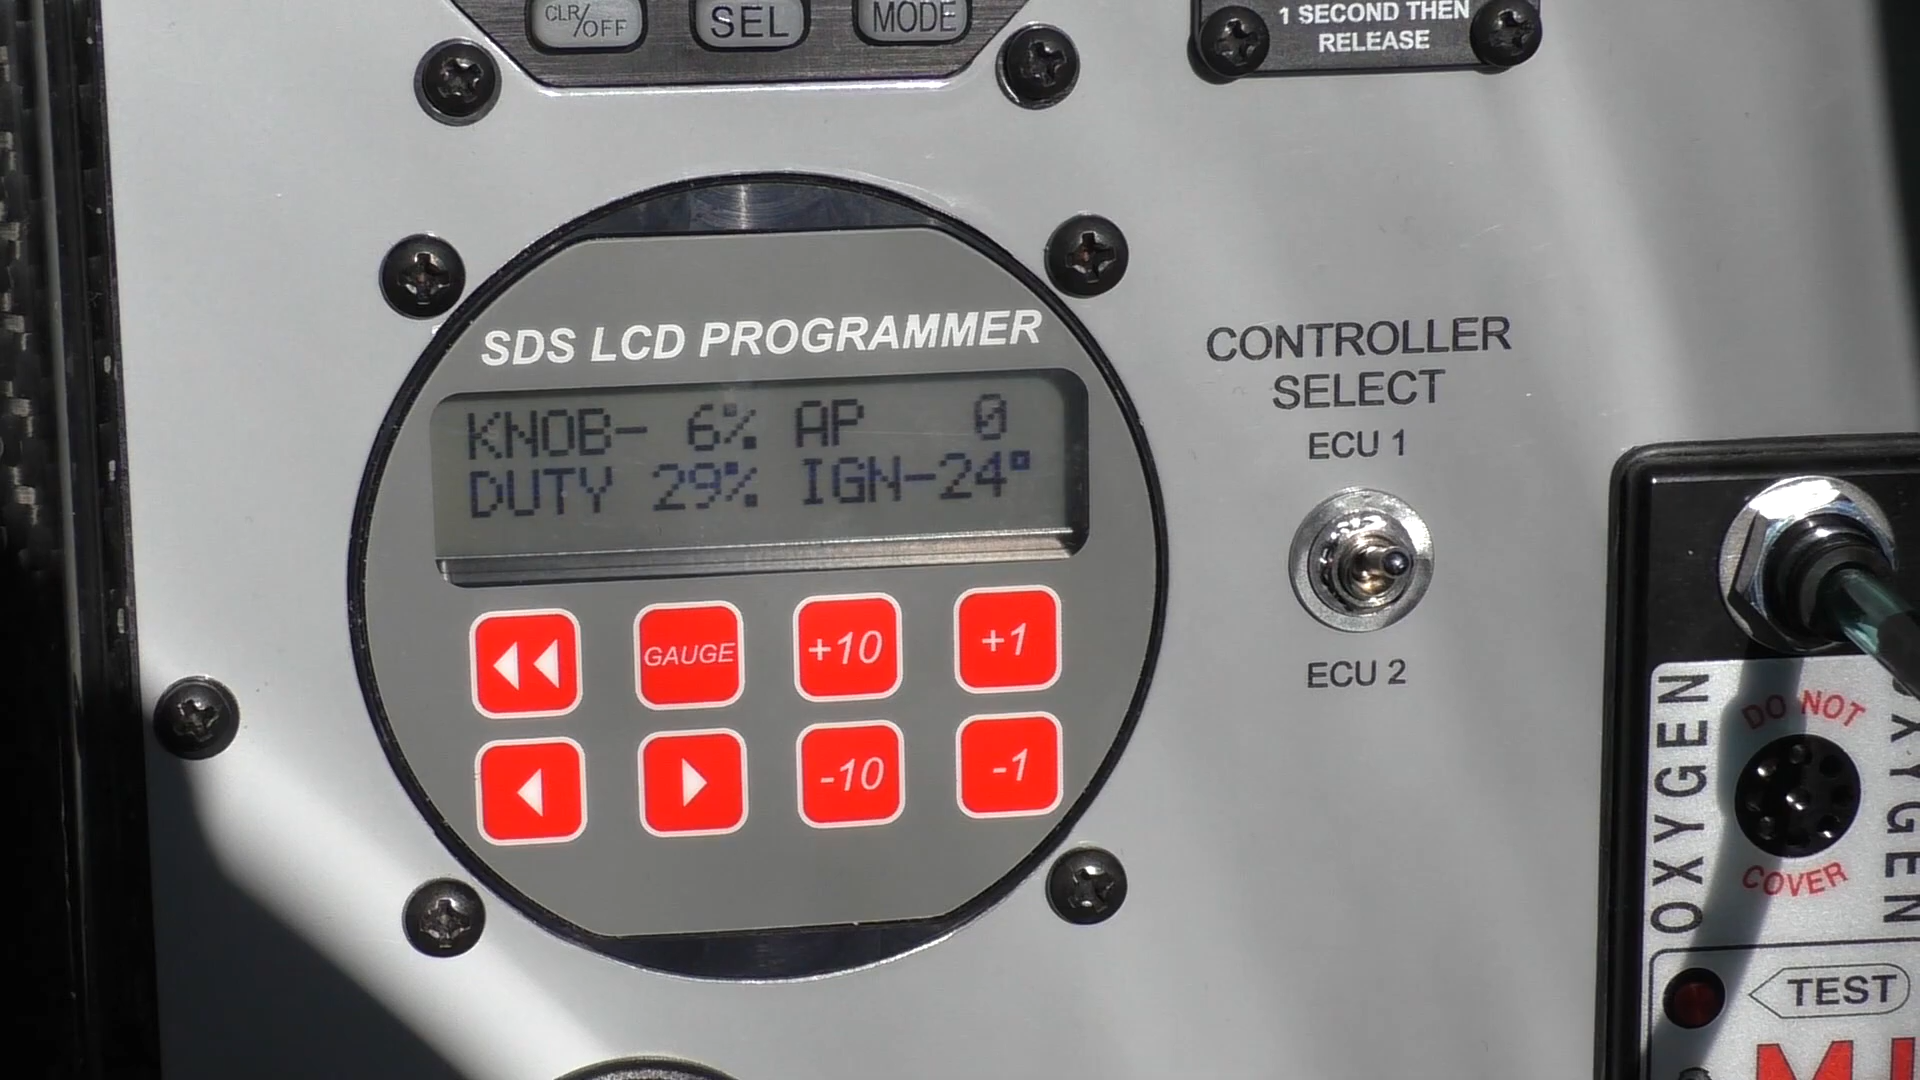 CLR/OFF SEL MODE
1 SECOND THEN
RELEASE
SDS LCD PROGRAMMER
KNOB- 6% AP 0
DUTY 29% IGN-24°
GAUGE +10 +1
-10 -1
CONTROLLER
SELECT
ECU 1
ECU 2
OXYGEN
DO NOT
COVER
OXYGEN
TEST